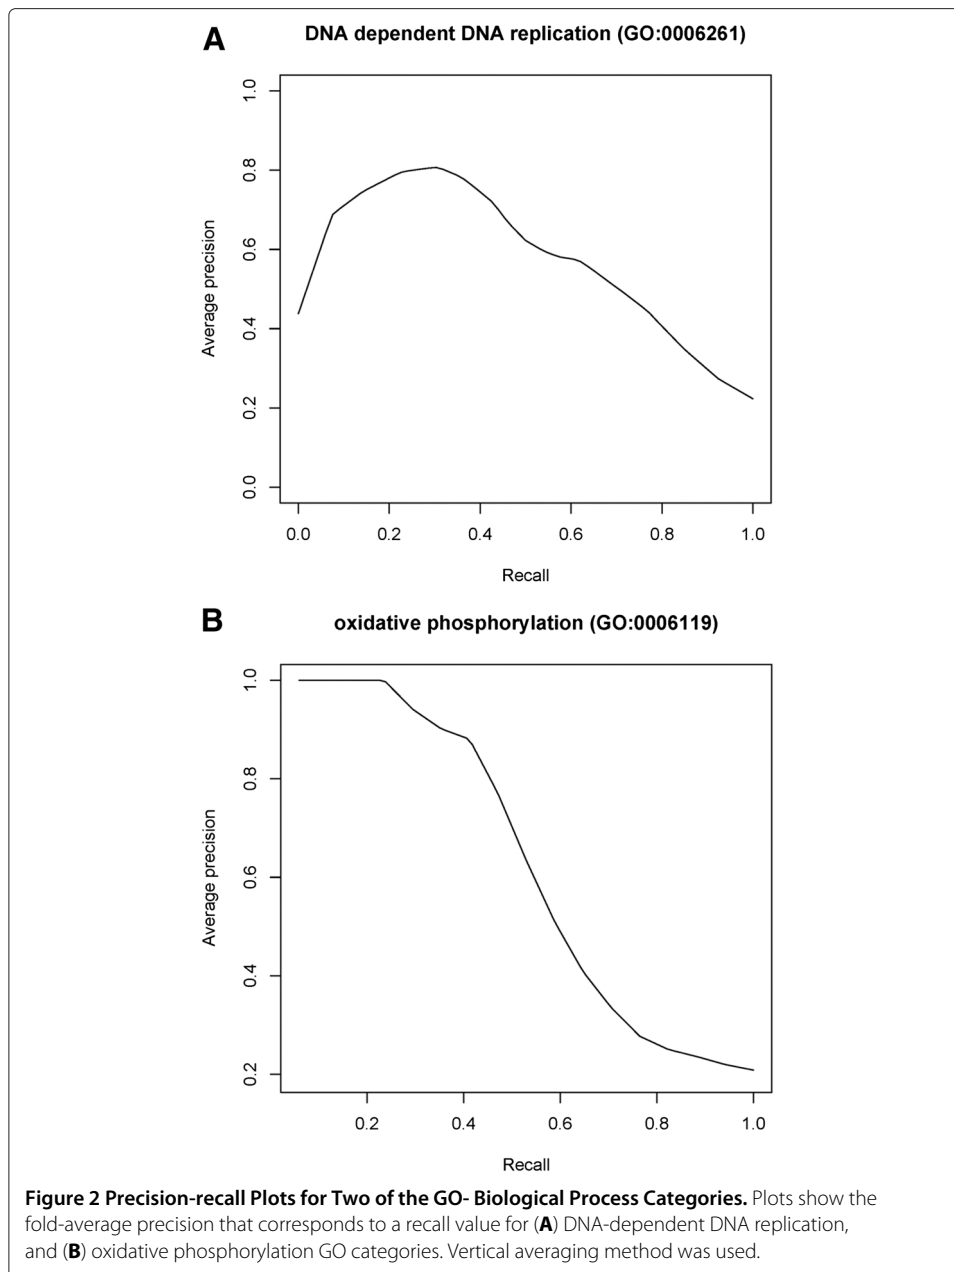 A
DNA dependent DNA replication (GO:0006261)
1.0
0.8
0.6
0.4
0.2
0.0
Average precision
0.0 0.2 0.4 0.6 0.8 1.0
Recall
B
oxidative phosphorylation (GO:0006119)
1.0
0.8
0.6
0.4
0.2
Average precision
0.2 0.4 0.6 0.8 1.0
Recall
Figure 2 Precision-recall Plots for Two of the GO- Biological Process Categories. Plots show the
fold-average precision that corresponds to a recall value for (A) DNA-dependent DNA replication,
and (B) oxidative phosphorylation GO categories. Vertical averaging method was used.